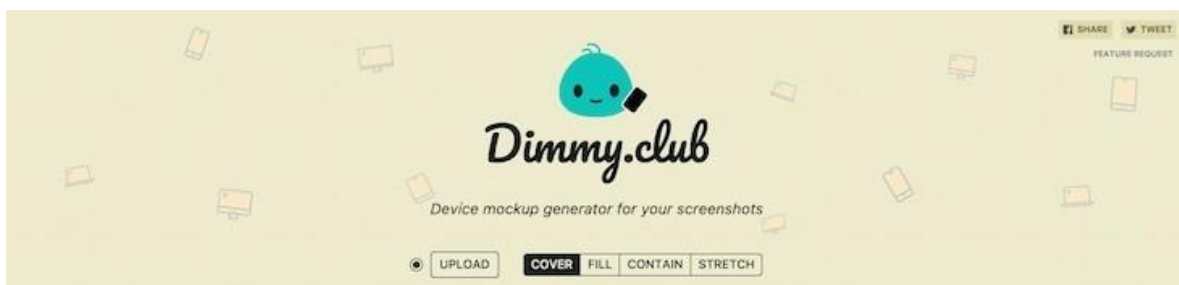 SHARE TWEET
FEATURE REQUEST
Dimmy.club
Device mockup generator for your screenshots
UPLOAD COVER FILL CONTAIN STRETCH